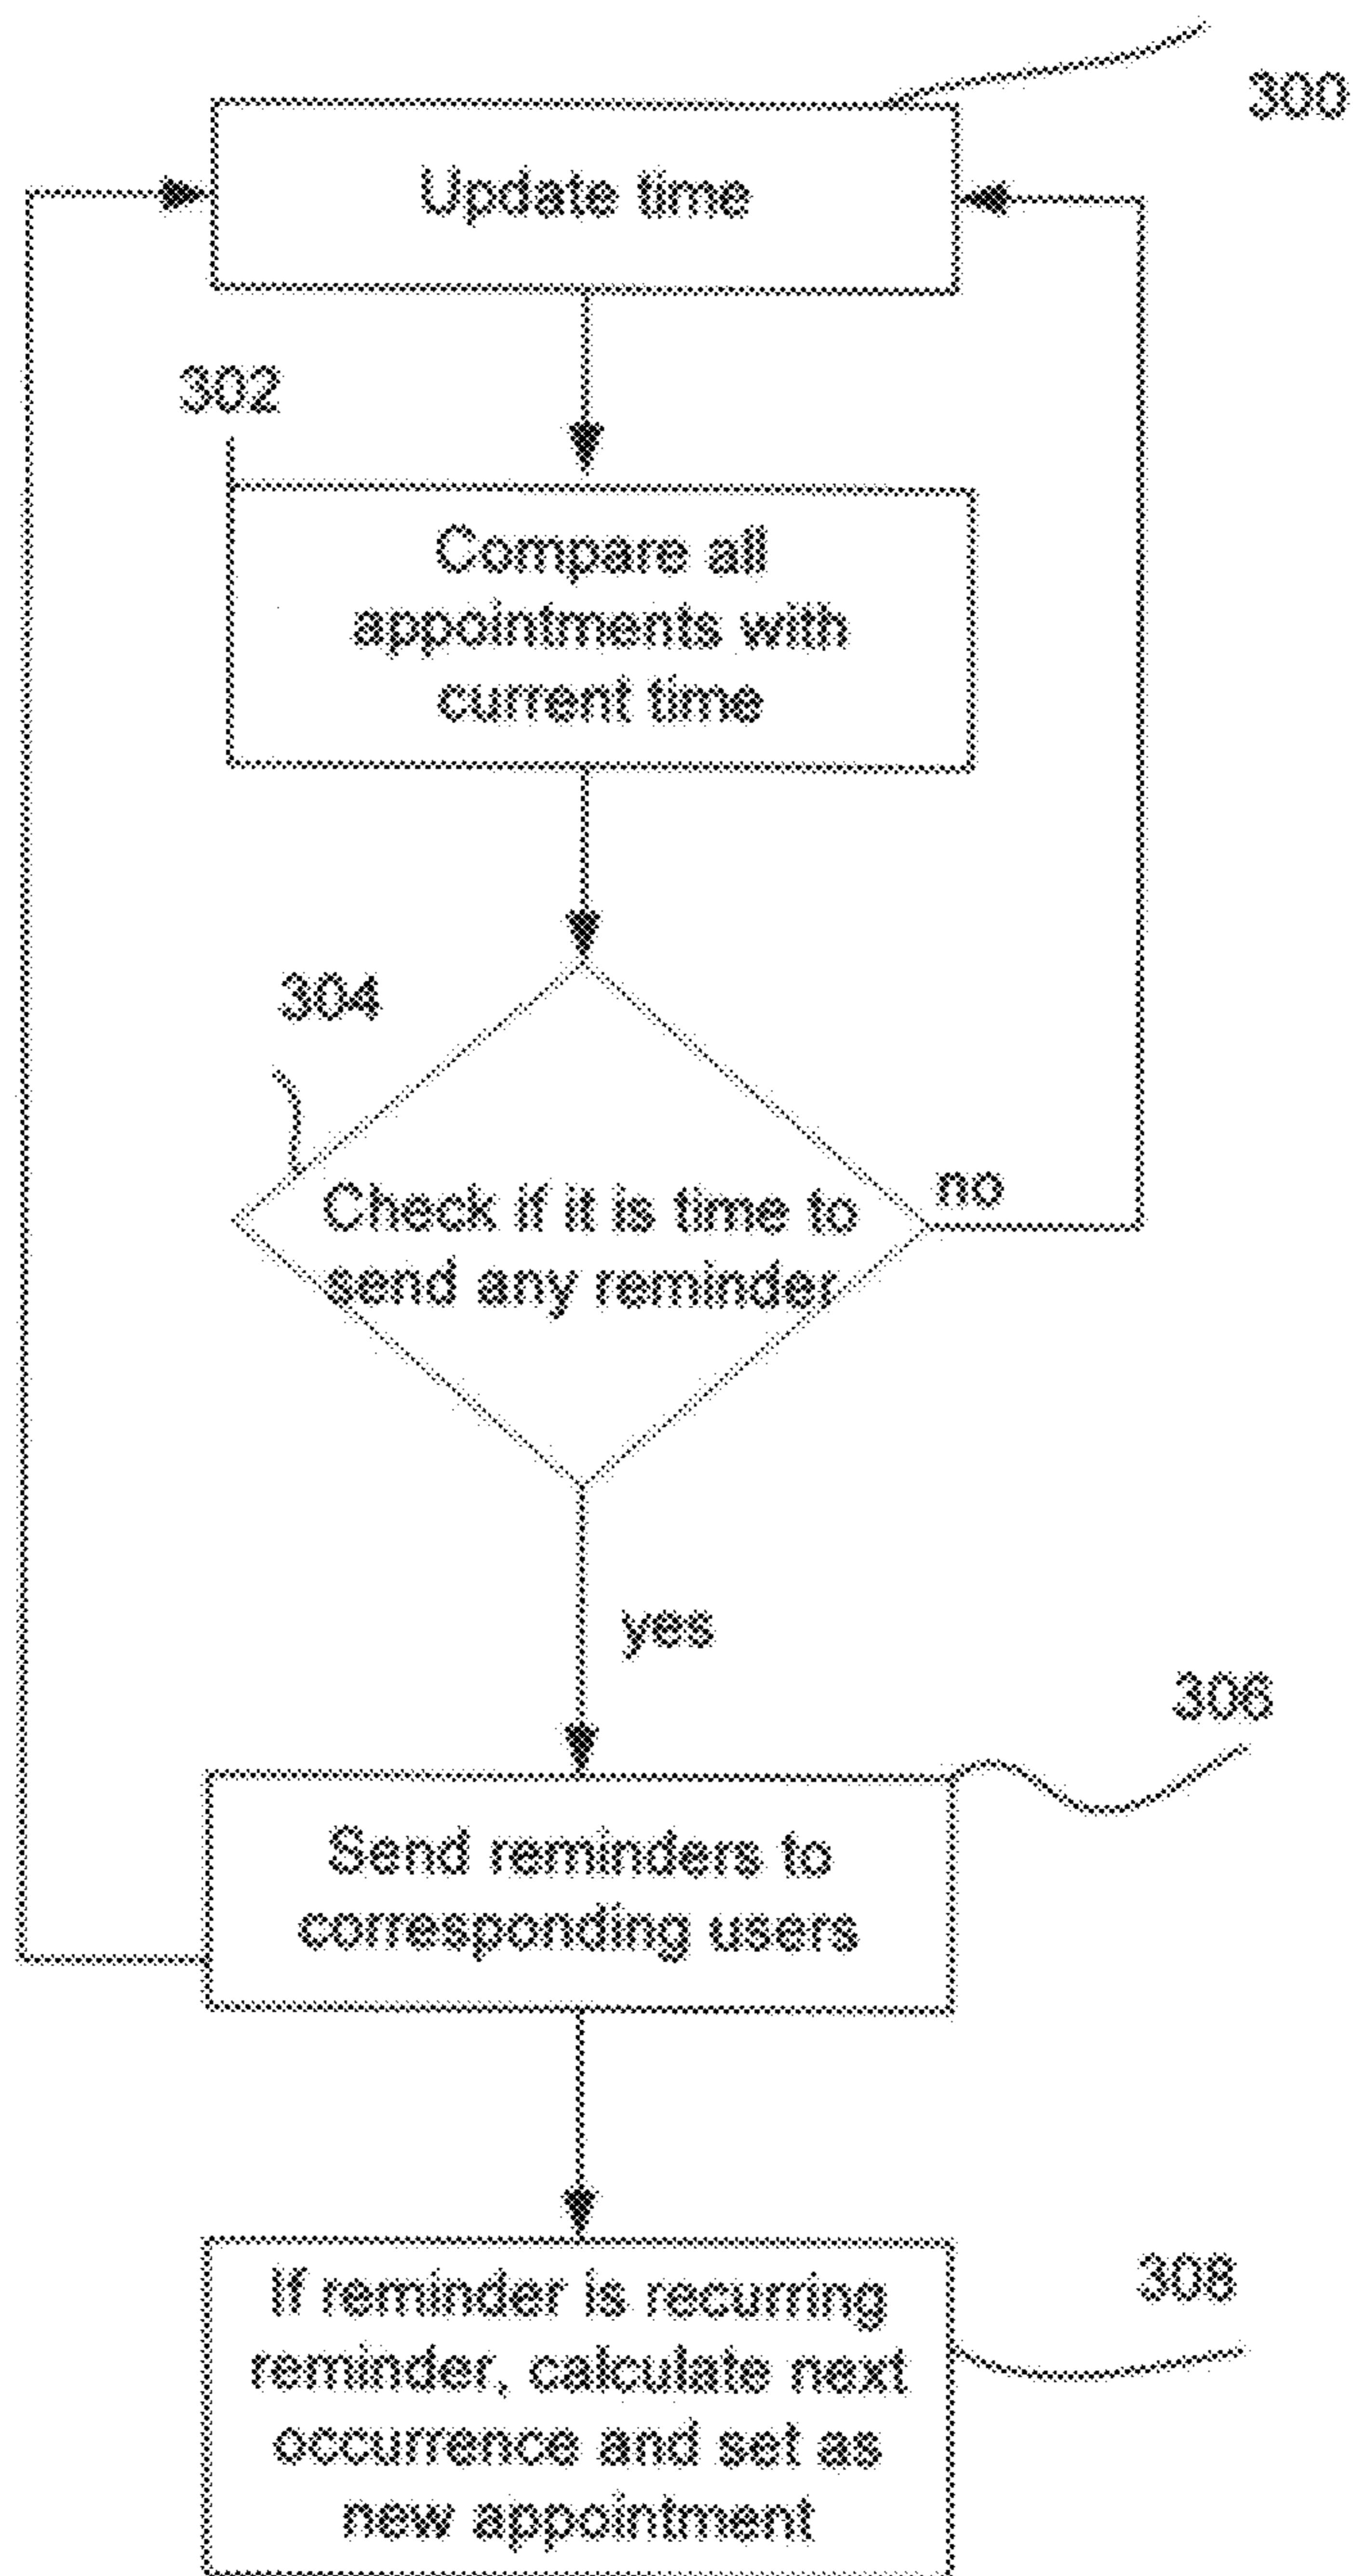 300
Update time
302
Compare all
appointments with
current time
304
Check if it is time to
send any reminder
no
yes
306
Send reminders to
corresponding users
308
If reminder is recurring
reminder, calculate next
occurrence and set as
new appointment